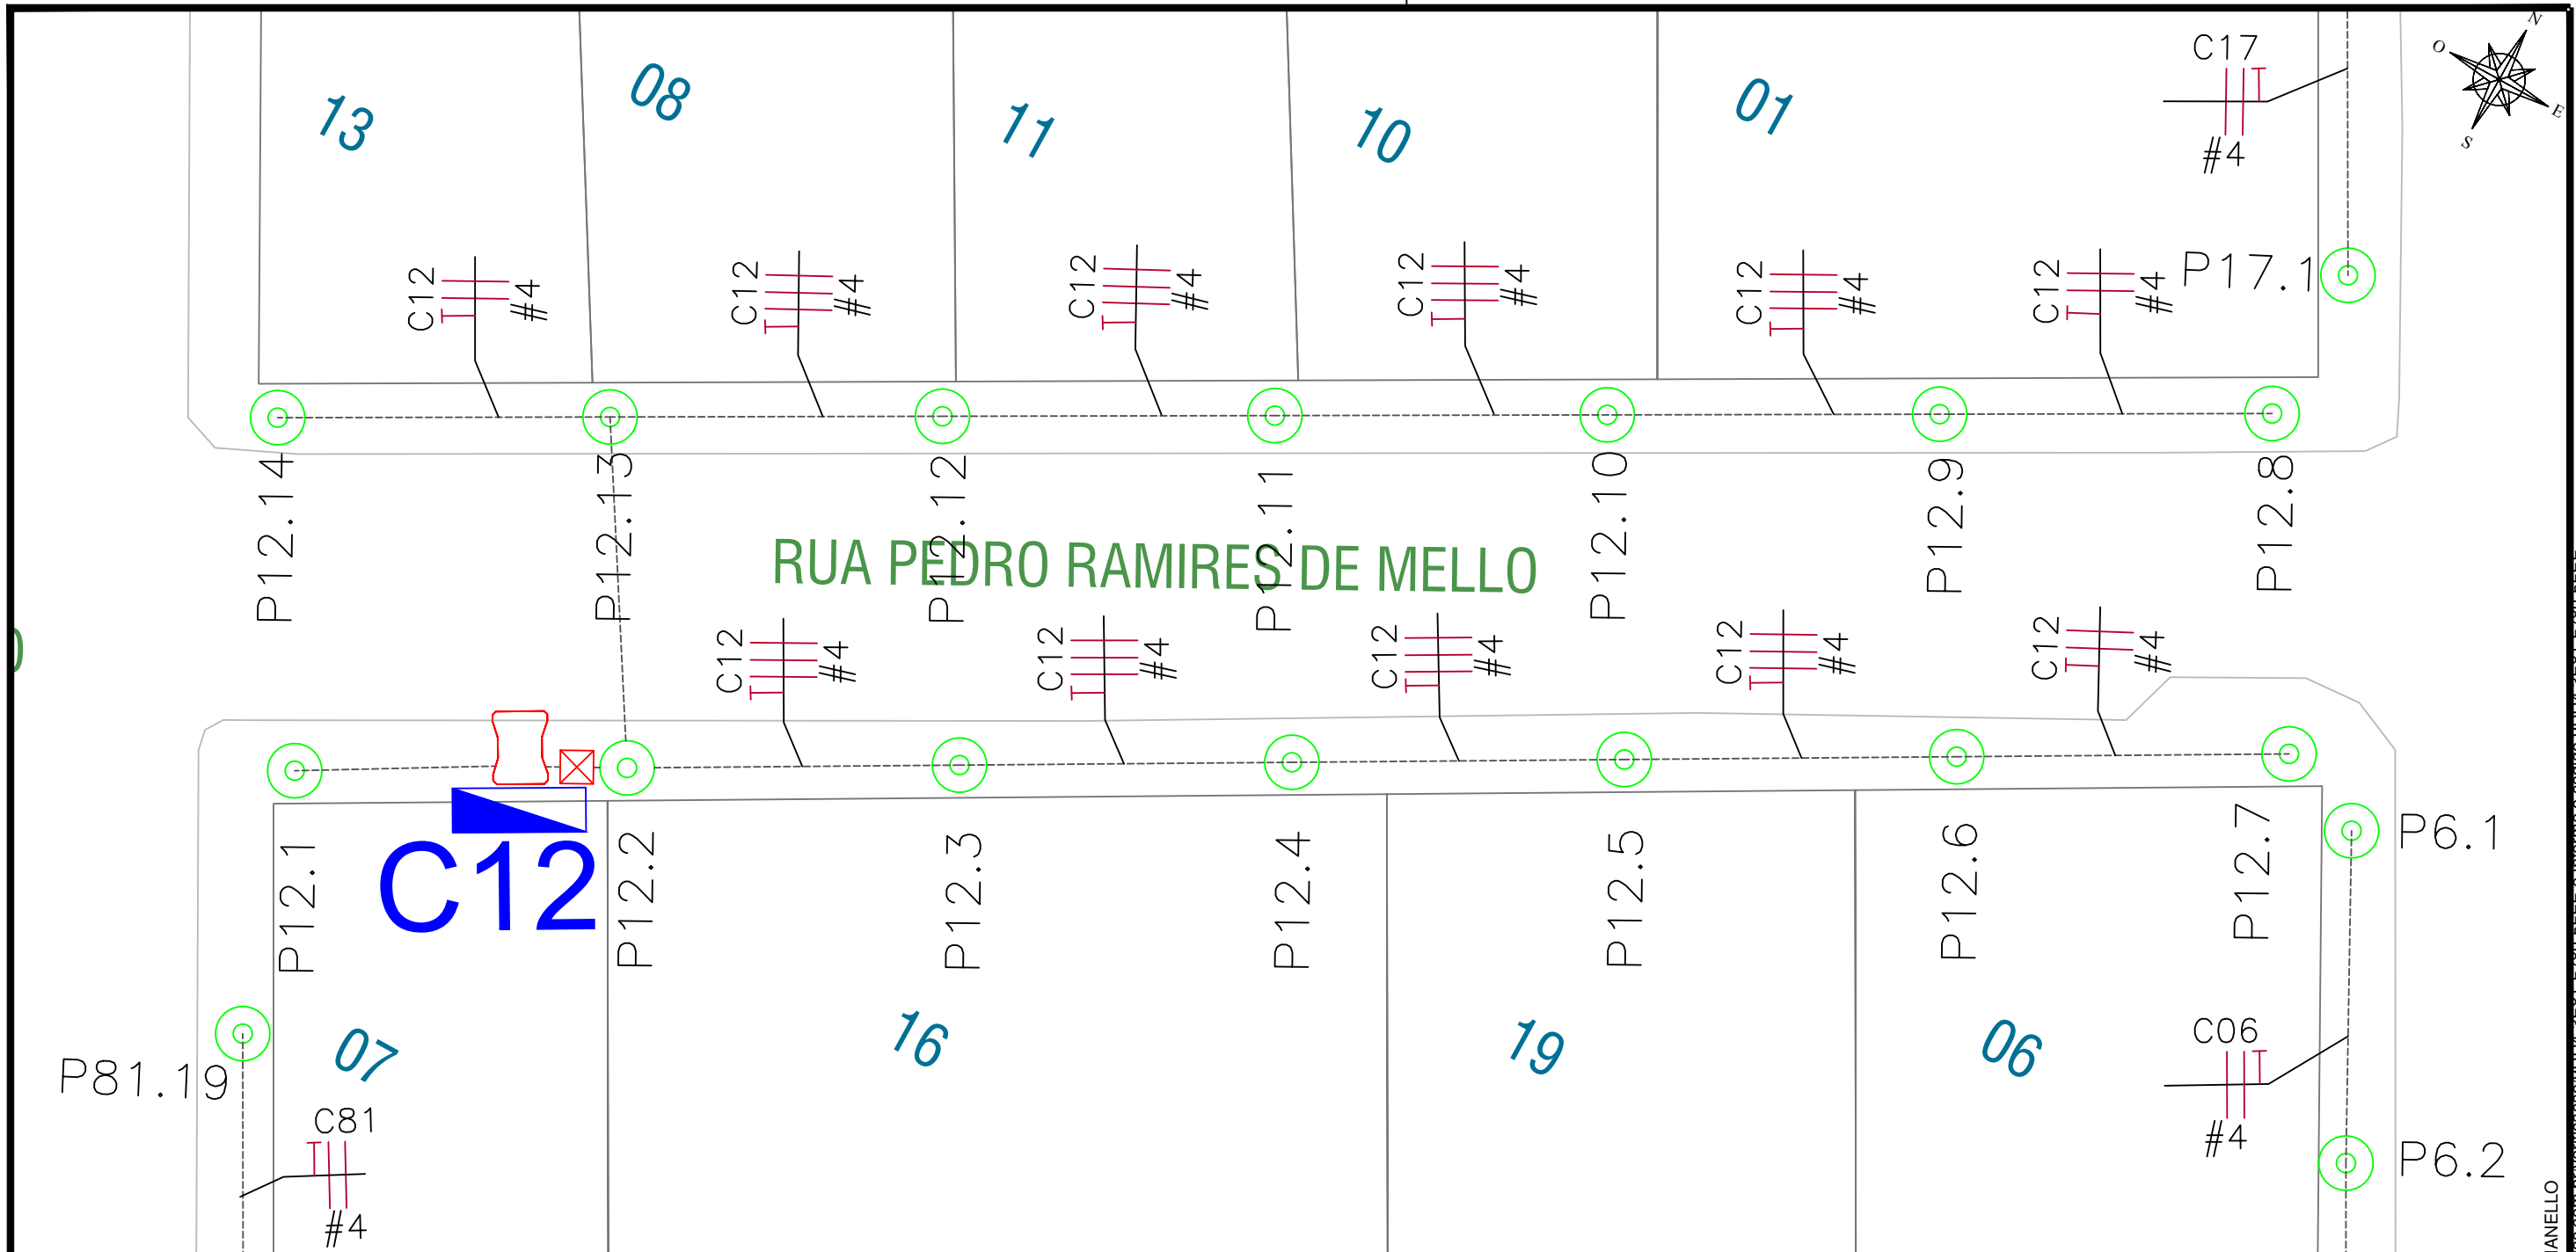 C17
#4
N
O
E
S
13
08
11
10
01
C12
#4
C12
#4
C12
#4
C12
#4
C12
#4
C12
#4
P17.1
P12.14
P12.13
P12.12
P12.11
P12.10
P12.9
P12.8
RUA PEDRO RAMIRES DE MELLO
C12
#4
C12
#4
C12
#4
C12
#4
C12
#4
C12
P12.1
P12.2
P12.3
P12.4
P12.5
P12.6
P12.7
P6.1
07
16
19
06
C06
#4
P81.19
C81
#4
P6.2